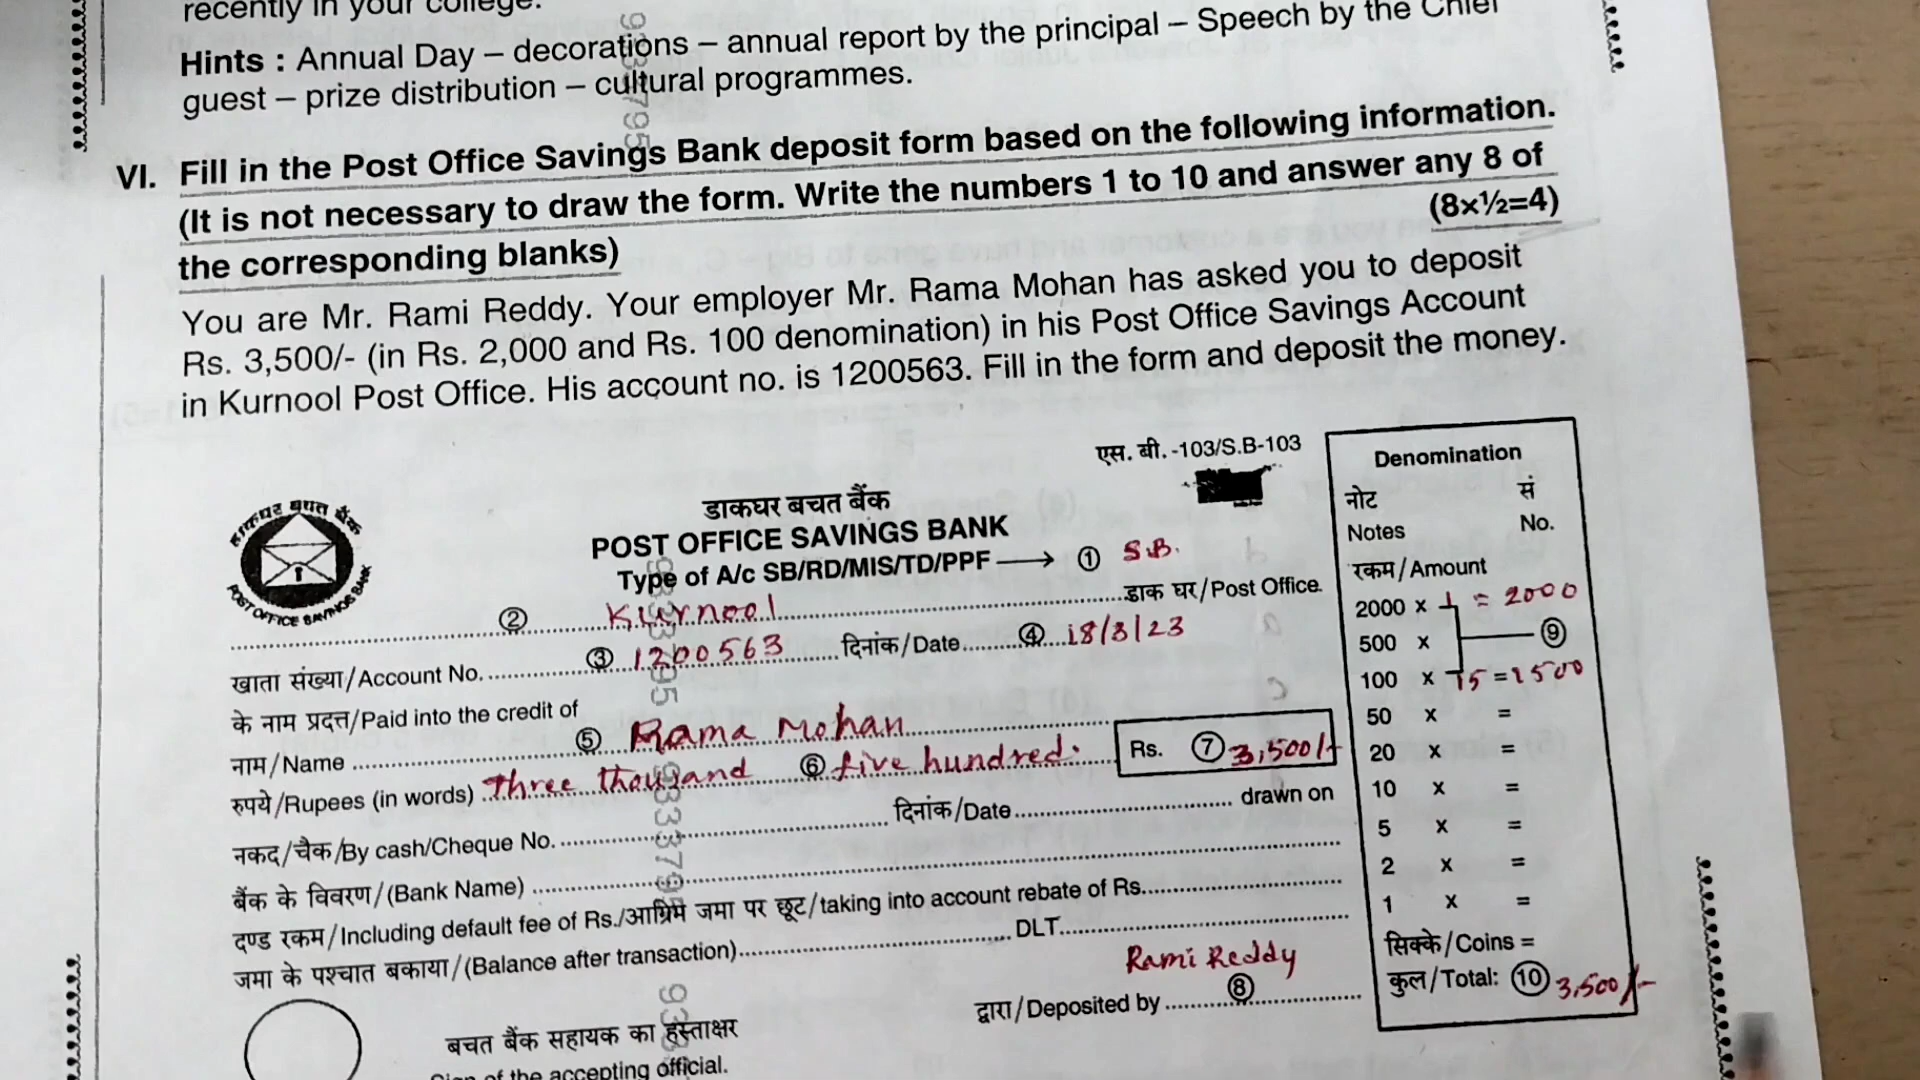 recently in your college.
Hints : Annual Day – decorations – annual report by the principal – Speech by the Chief
guest – prize distribution – cultural programmes.
VI. Fill in the Post Office Savings Bank deposit form based on the following information.
(It is not necessary to draw the form. Write the numbers 1 to 10 and answer any 8 of
the corresponding blanks) (8x½=4)
You are Mr. Rami Reddy. Your employer Mr. Rama Mohan has asked you to deposit
Rs. 3,500/- (in Rs. 2,000 and Rs. 100 denomination) in his Post Office Savings Account
in Kurnool Post Office. His account no. is 1200563. Fill in the form and deposit the money.
एस. बी. -103/S.B-103
डाकघर बचत बैंक
POST OFFICE SAVINGS BANK
Type of A/c SB/RD/MIS/TD/PPF → ① S.B.
डाकघर बचत बैंक
POST OFFICE SAVINGS BANK
② Kurnool डाक घर/Post Office
खाता संख्या/Account No. ③ 1200563 दिनांक/Date ④ 18/3/23
के नाम प्रदत्त/Paid into the credit of
नाम/Name ⑤ Rama Mohan
रुपये/Rupees (in words) Three thousand ⑥ five hundred. Rs. ⑦ 3,500/-
नकद/चैक/By cash/Cheque No. दिनांक/Date drawn on
बैंक के विवरण/(Bank Name)
दण्ड रकम/Including default fee of Rs./आग्रिम जमा पर छूट/taking into account rebate of Rs.
जमा के पश्चात बकाया/(Balance after transaction) DLT
Rami Reddy
द्वारा/Deposited by ⑧
बचत बैंक सहायक का हस्ताक्षर
Sign of the accepting official.
Denomination
नोट सं
Notes No.
रकम/Amount
2000 x 1 = 2000
500 x ⑨
100 x 15 = 1500
50 x =
20 x =
10 x =
5 x =
2 x =
1 x =
सिक्के/Coins =
कुल/Total: ⑩ 3,500/-